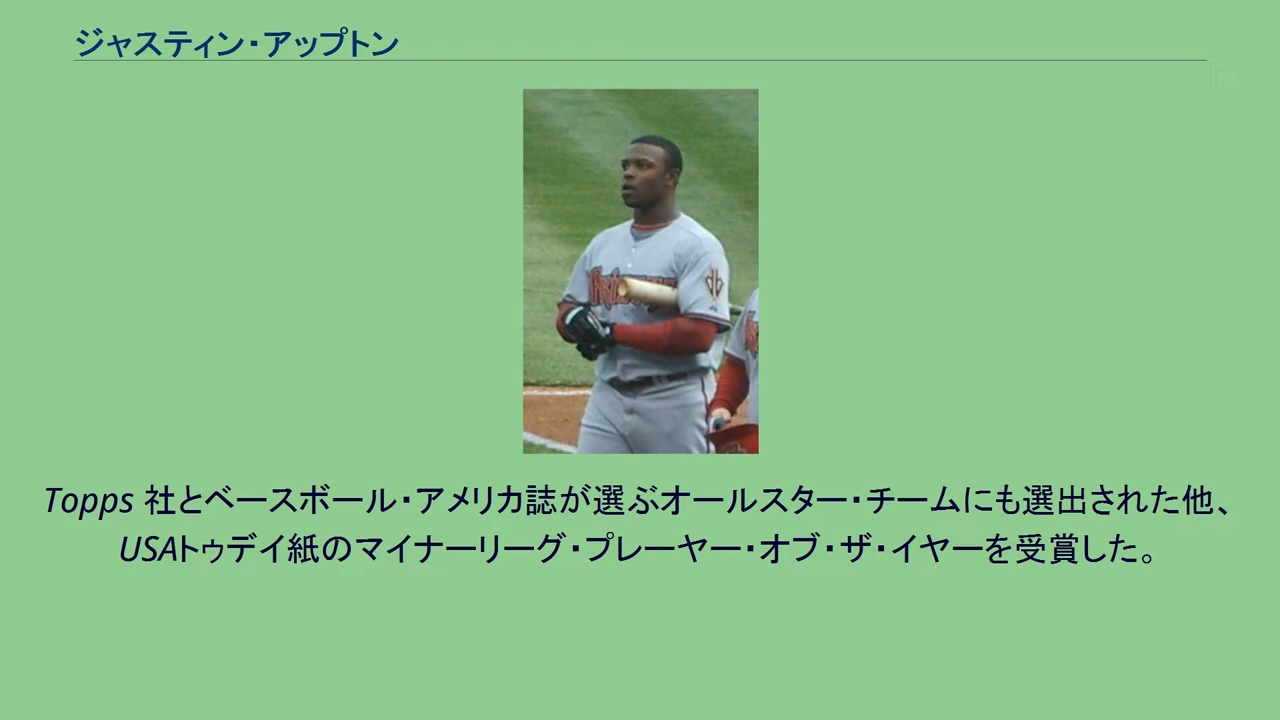 ジャスティン・アップトン
Topps 社とベースボール・アメリカ誌が選ぶオールスター・チームにも選出された他、
USAトゥデイ紙のマイナーリーグ・プレーヤー・オブ・ザ・イヤーを受賞した。